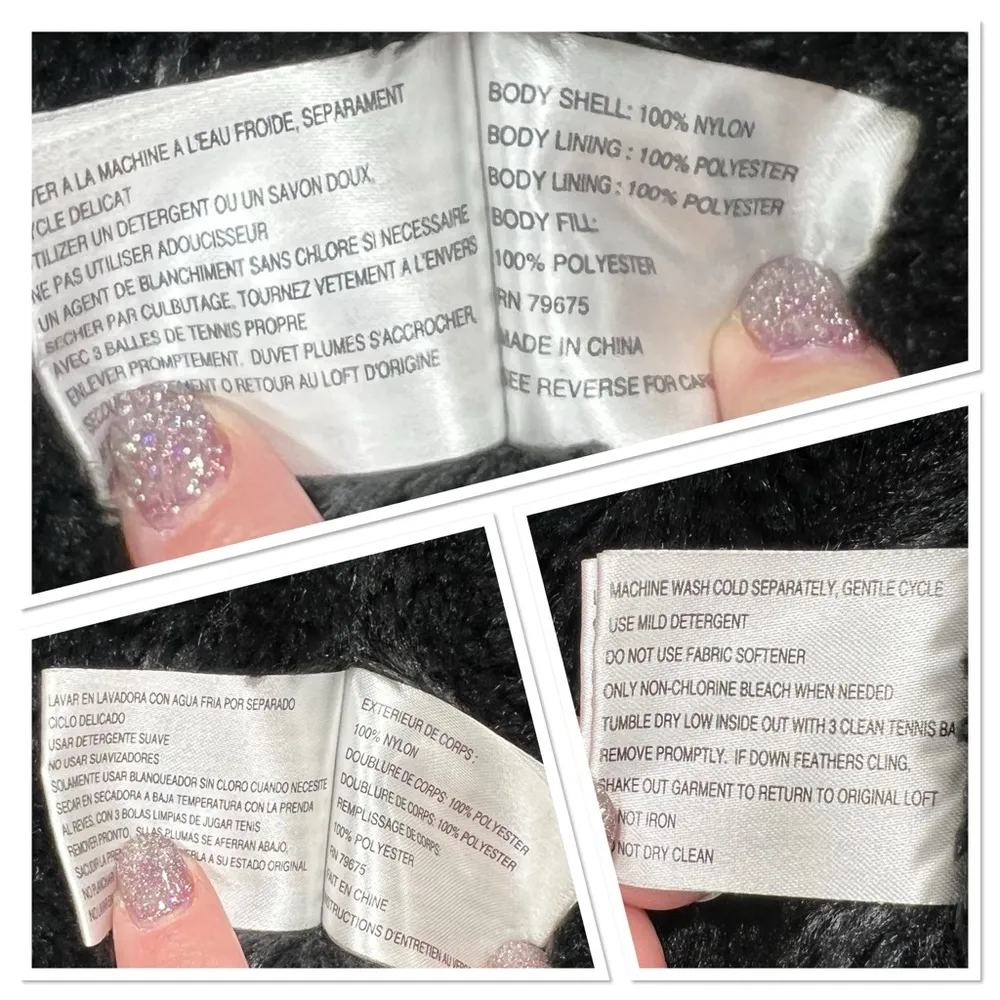 A LA MACHINE A L'EAU FROIDE, SEPARAMENT
DELICAT
UN DETERGENT OU UN SAVON DOUX.
NE PAS UTILISER ADOUCISSEUR
UN AGENT DE BLANCHIMENT SANS CHLORE SI NECESSAIRE
SECHER PAR CULBUTAGE. TOURNEZ VETEMENT A L'ENVERS
AVEC 3 BALLES DE TENNIS PROPRE
ENLEVER PROMPTEMENT. DUVET PLUMES S'ACCROCHER,
O RETOUR AU LOFT D'ORIGINE
BODY SHELL: 100% NYLON
BODY LINING : 100% POLYESTER
BODY LINING : 100% POLYESTER
BODY FILL:
100% POLYESTER
RN 79675
MADE IN CHINA
REVERSE FOR
LAVAR EN LAVADORA CON AGUA FRIA POR SEPARADO
CICLO DELICADO
USAR DETERGENTE SUAVE
NO USAR SUAVIZADORES
SOLAMENTE USAR BLANQUEADOR SIN CLORO CUANDO NECESITE
SECAR EN SECADORA A BAJA TEMPERATURA CON LA PRENDA
AL REVES, CON 3 BOLAS LIMPIAS DE JUGAR TENIS
REMOVER PRONTO, SI LAS PLUMAS SE AFERRAN ABAJO,
A SU ESTADO ORIGINAL
NO
NO
EXTERIEUR DE CORPS :
100% NYLON
DOUBLURE DE CORPS: 100% POLYESTER
DOUBLURE DE CORPS: 100% POLYESTER
REMPLISSAGE DE CORPS:
100% POLYESTER
RN 79675
FAIT EN CHINE
D'ENTRETIEN AU
MACHINE WASH COLD SEPARATELY, GENTLE CYCLE
USE MILD DETERGENT
DO NOT USE FABRIC SOFTENER
ONLY NON-CHLORINE BLEACH WHEN NEEDED
TUMBLE DRY LOW INSIDE OUT WITH 3 CLEAN TENNIS BA
REMOVE PROMPTLY. IF DOWN FEATHERS CLING,
SHAKE OUT GARMENT TO RETURN TO ORIGINAL LOFT
NOT IRON
NOT DRY CLEAN